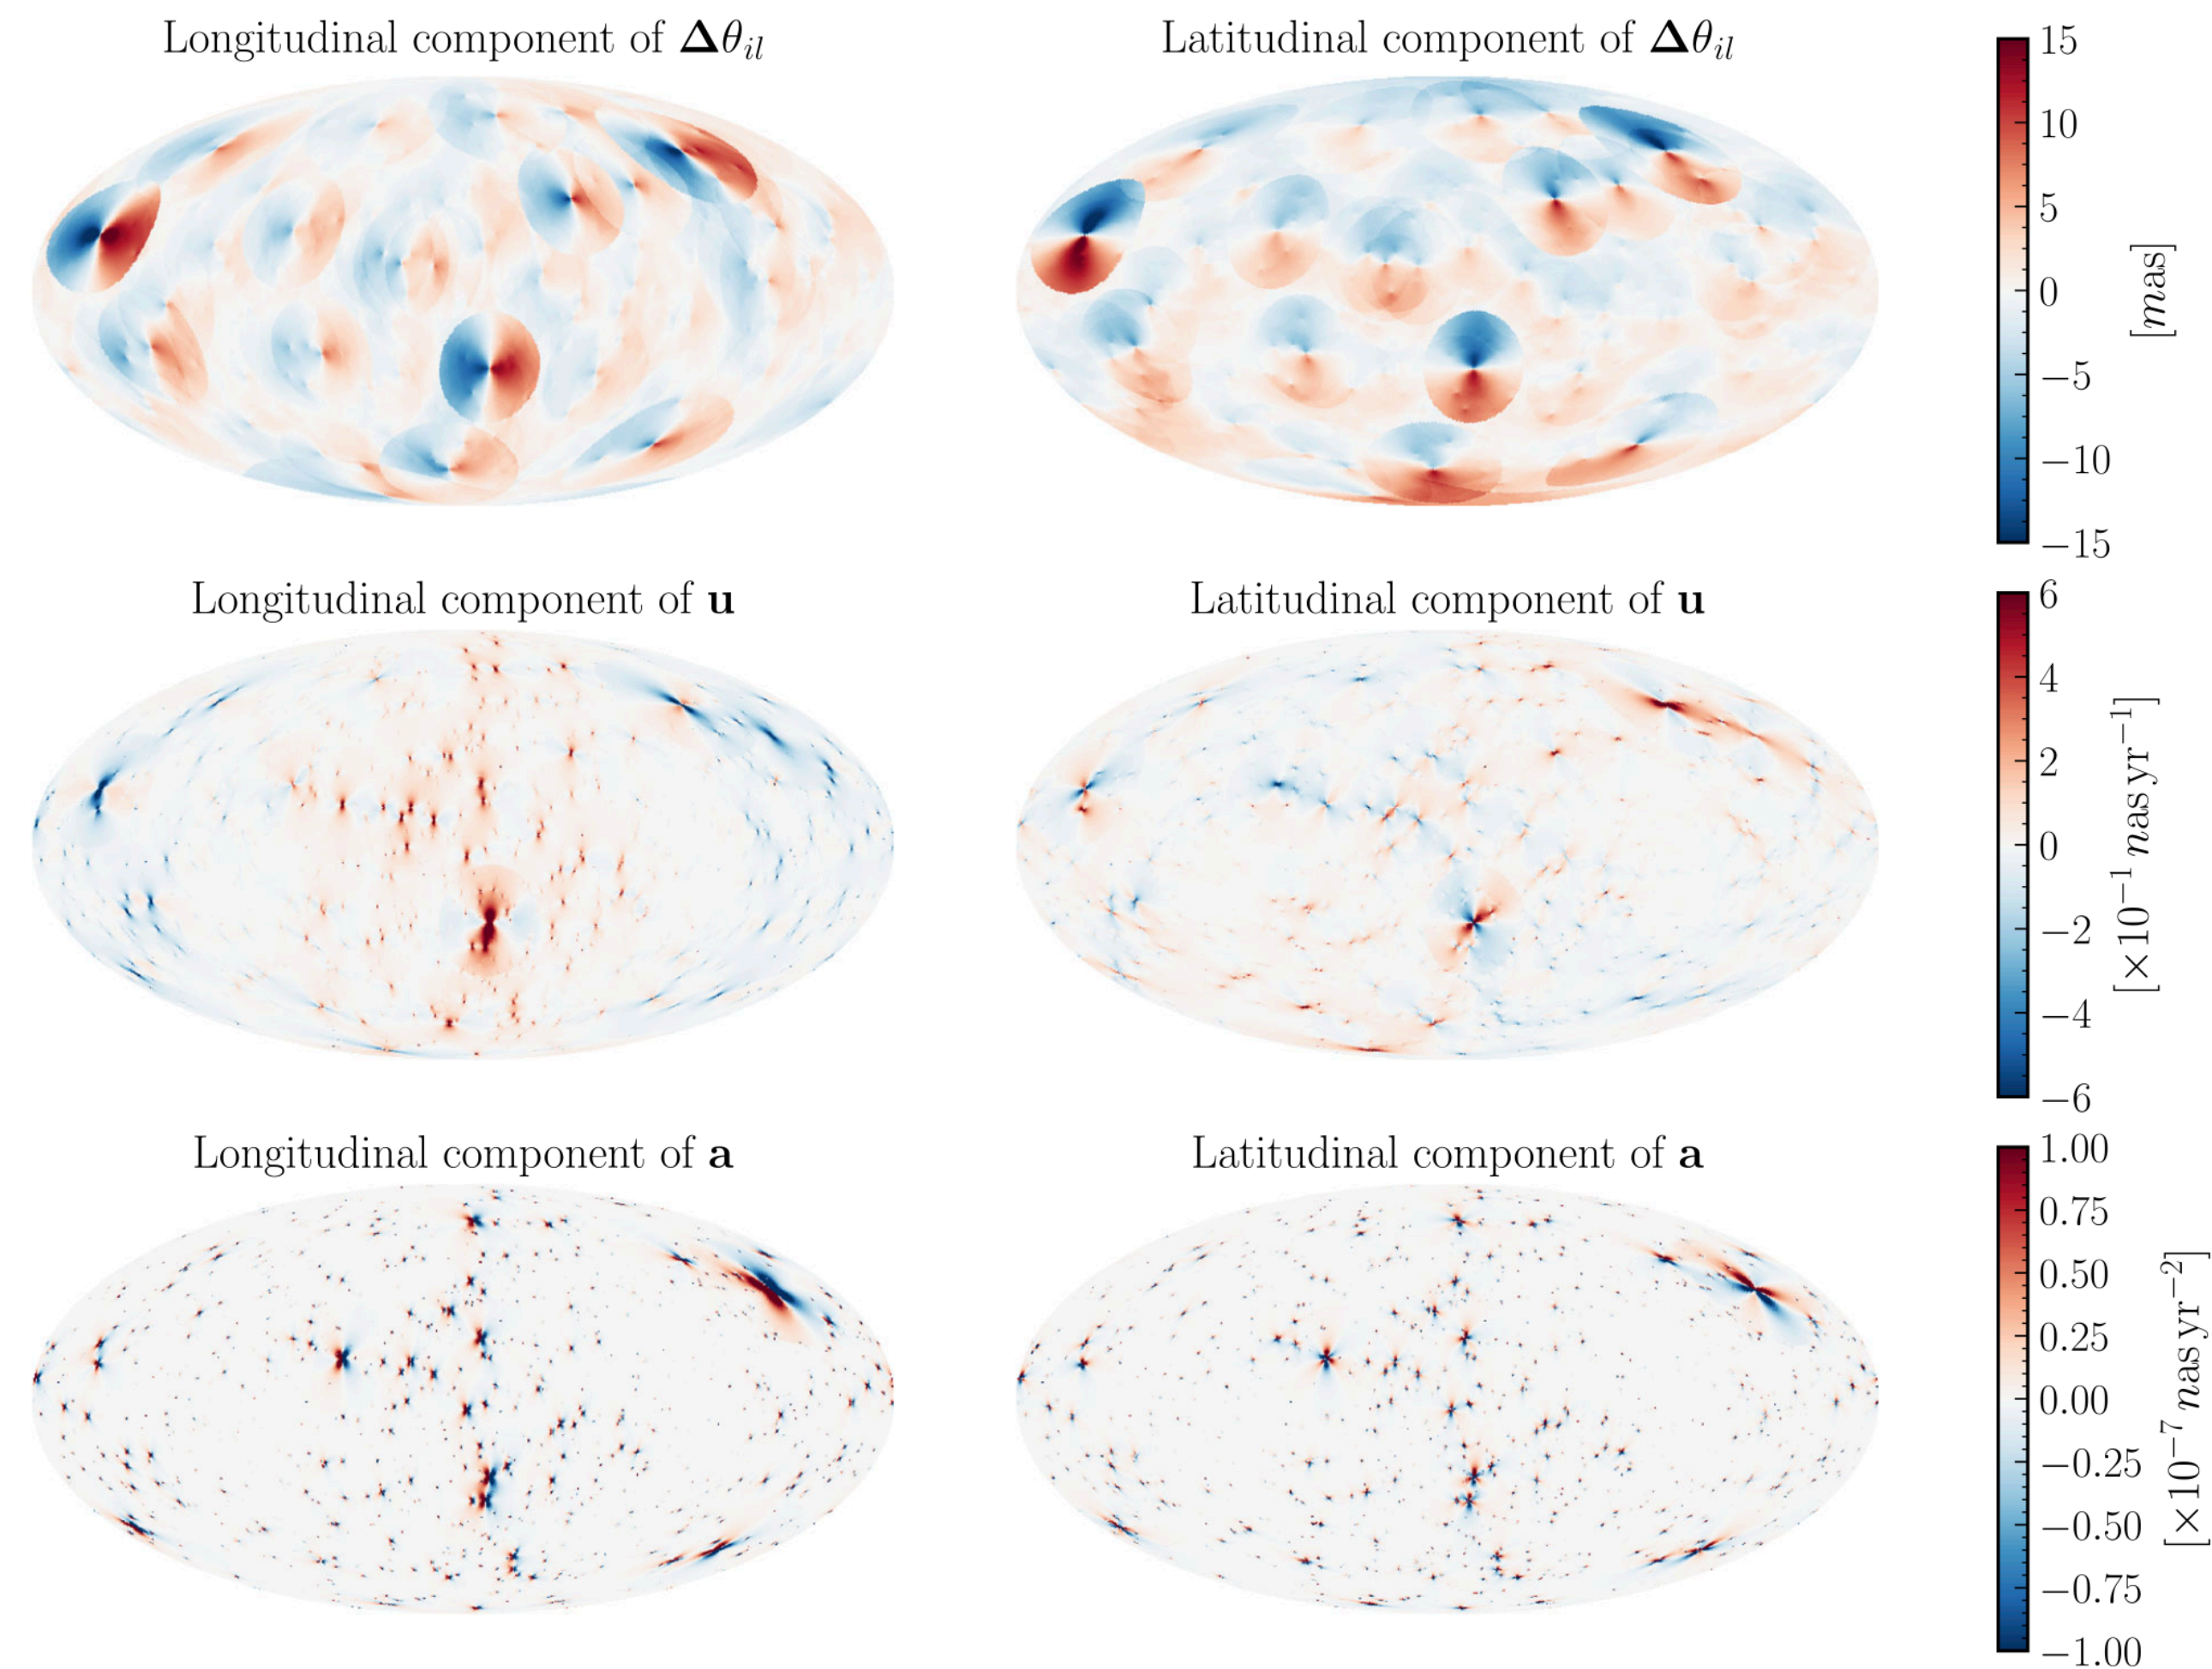 Longitudinal component of Δθ_il
Latitudinal component of Δθ_il
15
10
5
0
−5
−10
−15
[mas]
Longitudinal component of u
Latitudinal component of u
6
4
2
0
−2
−4
−6
[×10⁻¹ nas yr⁻¹]
Longitudinal component of a
Latitudinal component of a
1.00
0.75
0.50
0.25
0.00
−0.25
−0.50
−0.75
−1.00
[×10⁻⁷ nas yr⁻²]